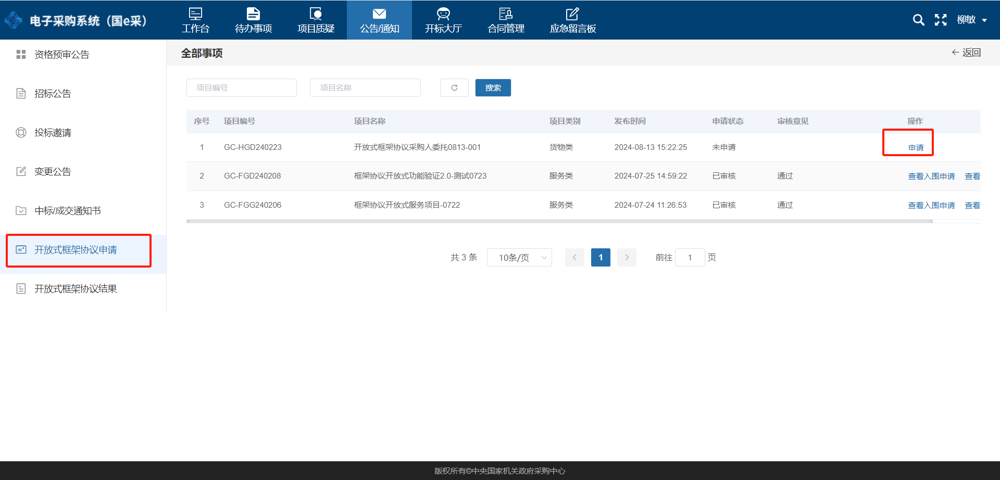 电子采购系统（国e采）
工作台
待办事项
项目质疑
公告/通知
开标大厅
合同管理
应急留言板
柳敏
资格预审公告
招标公告
投标邀请
变更公告
中标/成交通知书
开放式框架协议申请
开放式框架协议结果
全部事项
返回
项目编号
项目名称
搜索
序号 项目编号 项目名称 项目类别 发布时间 申请状态 审核意见 操作
1 GC-HGD240223 开放式框架协议采购人委托0813-001 货物类 2024-08-13 15:22:25 未申请 申请
2 GC-FGD240208 框架协议开放式功能验证2.0-测试0723 服务类 2024-07-25 14:59:22 已审核 通过 查看入围申请 查看
3 GC-FGG240206 框架协议开放式服务项目-0722 服务类 2024-07-24 11:26:53 已审核 通过 查看入围申请 查看
共 3 条 10条/页 1 前往 1 页
版权所有©中央国家机关政府采购中心